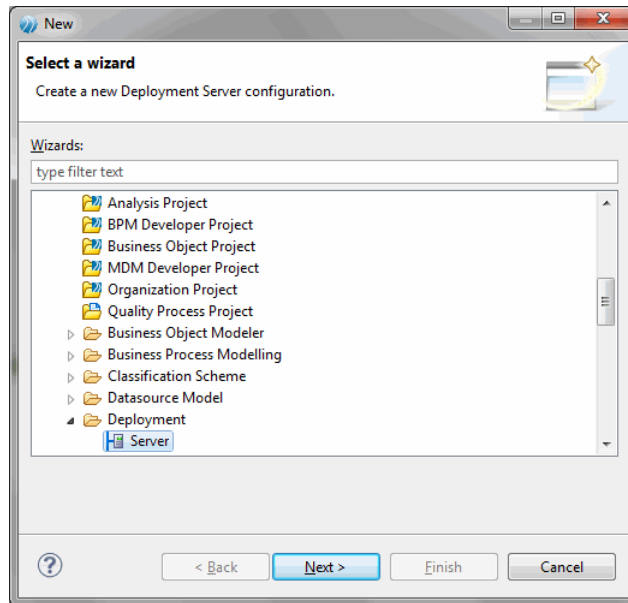 New
Select a wizard
Create a new Deployment Server configuration.
Wizards:
type filter text
Analysis Project
BPM Developer Project
Business Object Project
MDM Developer Project
Organization Project
Quality Process Project
Business Object Modeler
Business Process Modelling
Classification Scheme
Datasource Model
Deployment
Server
?
< Back Next > Finish Cancel